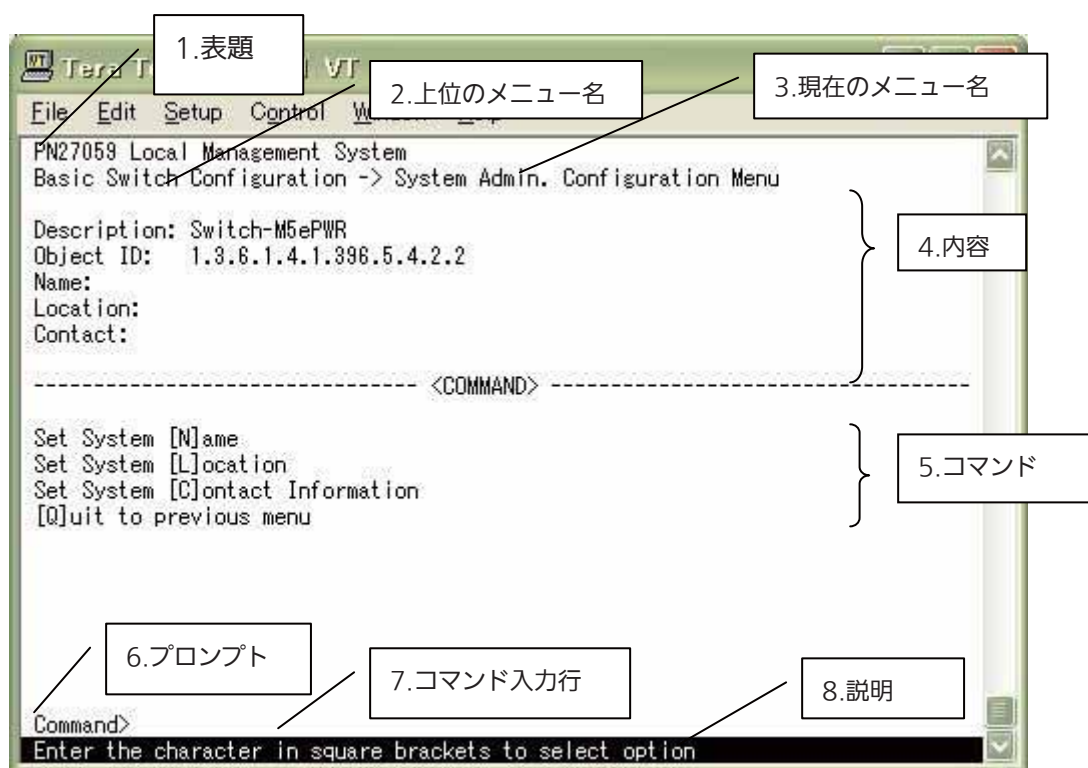 1.表題
2.上位のメニュー名
3.現在のメニュー名
Tera T VT
File Edit Setup Control
PN27059 Local Management System
Basic Switch Configuration -> System Admin. Configuration Menu
Description: Switch-M5ePWR
Object ID: 1.3.6.1.4.1.396.5.4.2.2
Name:
Location:
Contact:
4.内容
------------------------------- <COMMAND> ----------------------------------
Set System [N]ame
Set System [L]ocation
Set System [C]ontact Information
[Q]uit to previous menu
5.コマンド
6.プロンプト
7.コマンド入力行
8.説明
Command>
Enter the character in square brackets to select option